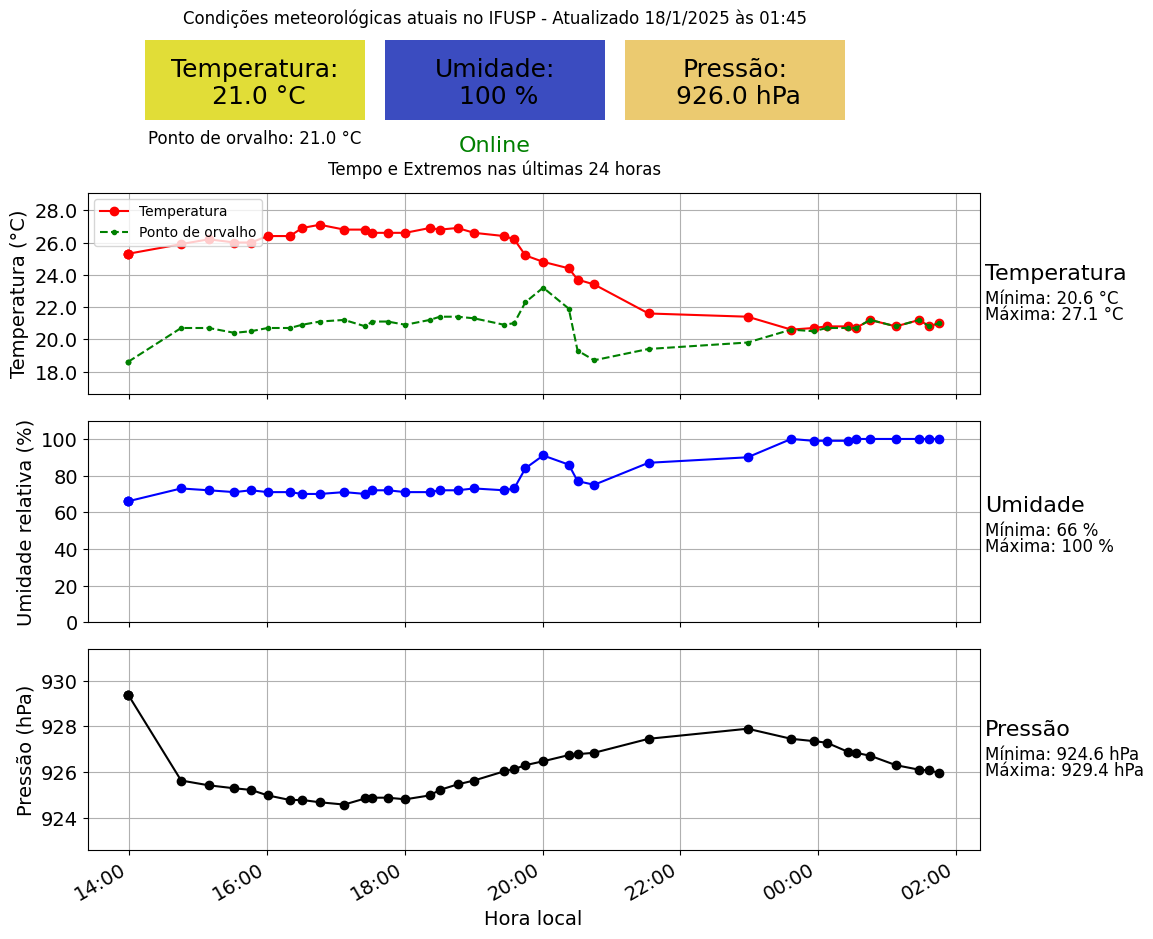 Condições meteorológicas atuais no IFUSP - Atualizado 18/1/2025 às 01:45
Temperatura:
21.0 °C
Umidade:
100 %
Pressão:
926.0 hPa
Ponto de orvalho: 21.0 °C
Online
Tempo e Extremos nas últimas 24 horas
Temperatura (°C)
28.0
26.0
24.0
22.0
20.0
18.0
Temperatura
Ponto de orvalho
Temperatura
Mínima: 20.6 °C
Máxima: 27.1 °C
Umidade relativa (%)
100
80
60
40
20
0
Umidade
Mínima: 66 %
Máxima: 100 %
Pressão (hPa)
930
928
926
924
Pressão
Mínima: 924.6 hPa
Máxima: 929.4 hPa
14:00
16:00
18:00
20:00
22:00
00:00
02:00
Hora local